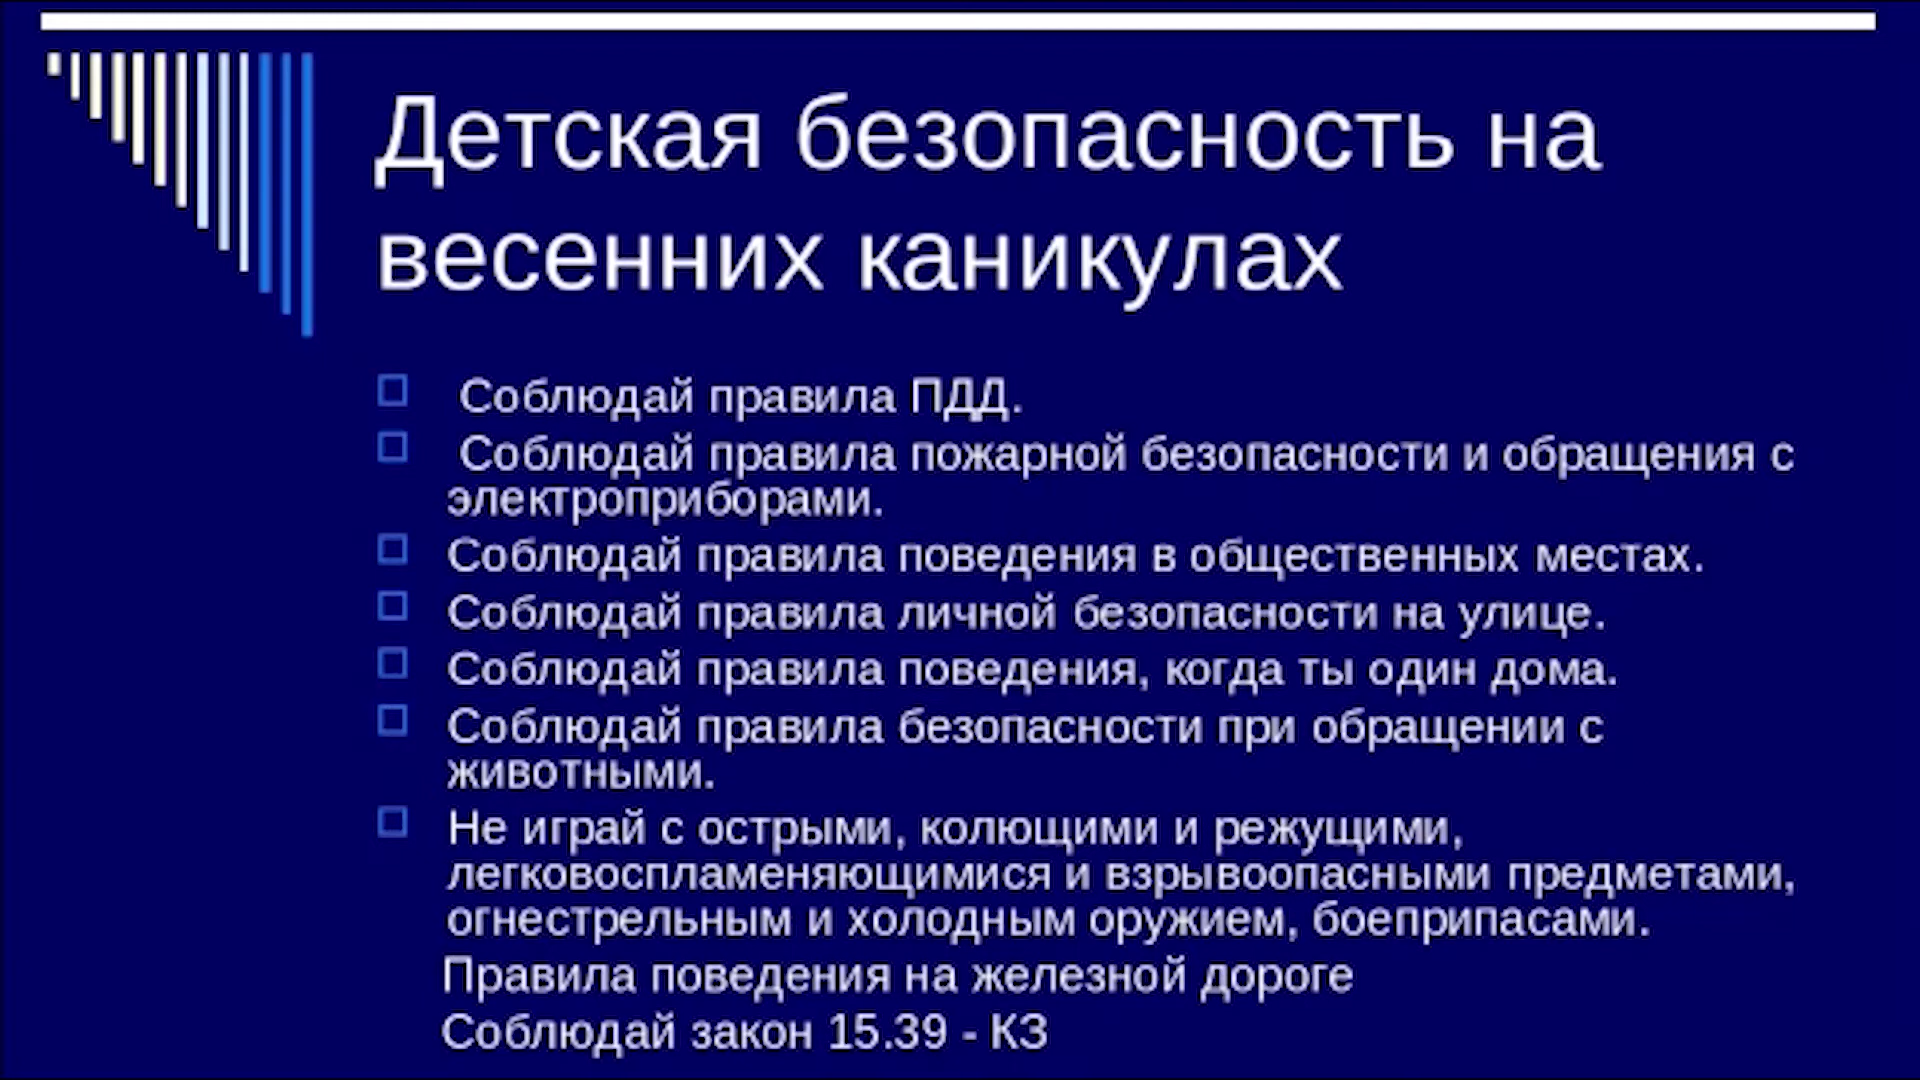 Детская безопасность на
весенних каникулах
Соблюдай правила ПДД.
Соблюдай правила пожарной безопасности и обращения с
электроприборами.
Соблюдай правила поведения в общественных местах.
Соблюдай правила личной безопасности на улице.
Соблюдай правила поведения, когда ты один дома.
Соблюдай правила безопасности при обращении с
животными.
Не играй с острыми, колющими и режущими,
легковоспламеняющимися и взрывоопасными предметами,
огнестрельным и холодным оружием, боеприпасами.
Правила поведения на железной дороге
Соблюдай закон 15.39 - КЗ